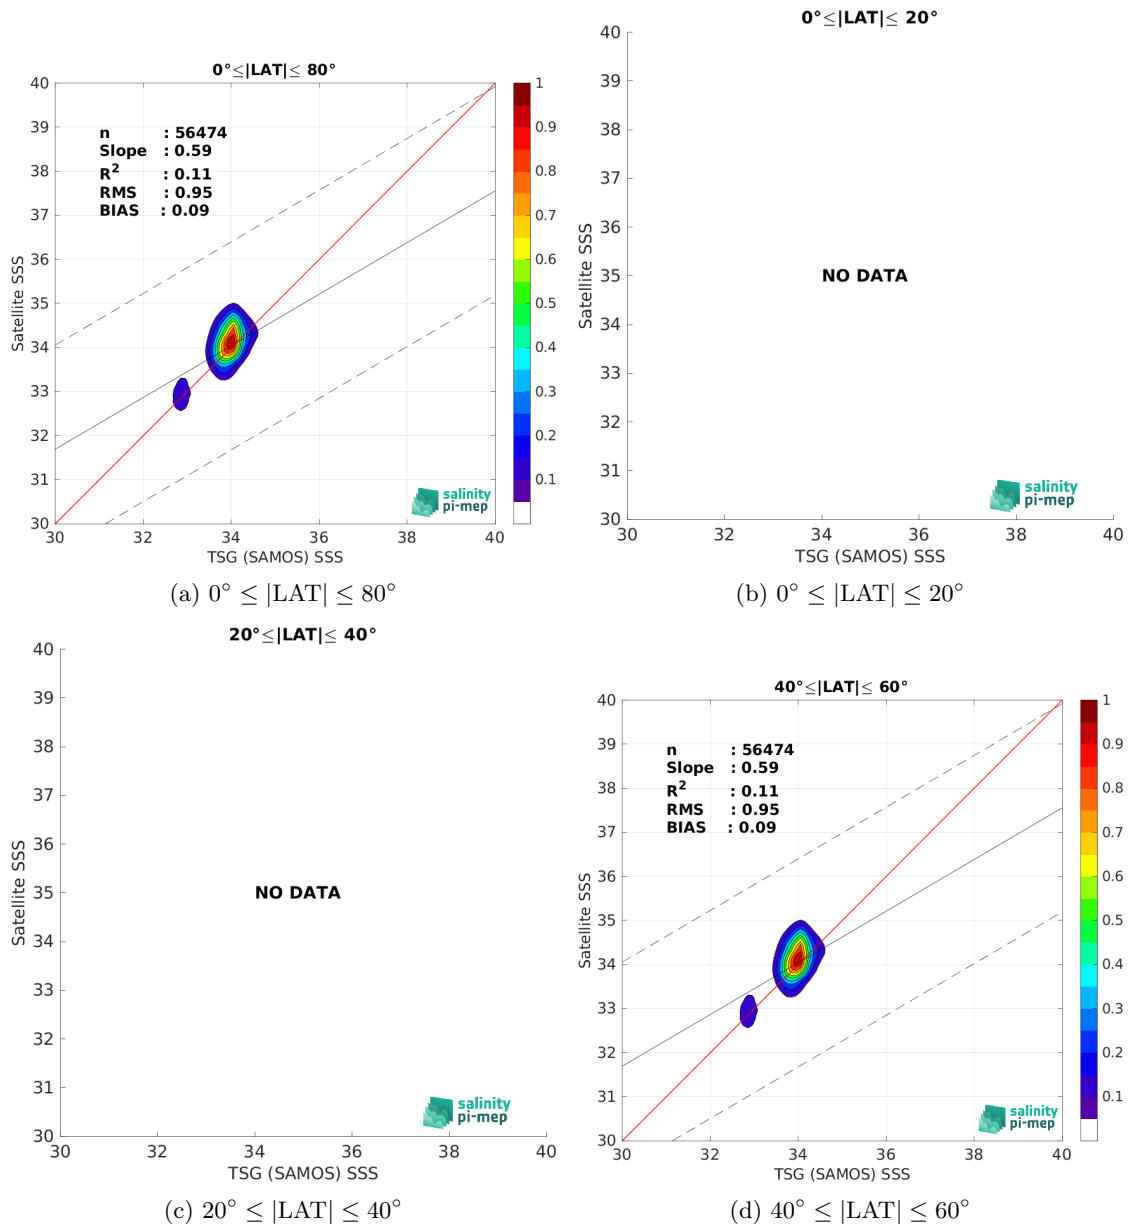 0°≤|LAT|≤ 80°
n : 56474
Slope : 0.59
R² : 0.11
RMS : 0.95
BIAS : 0.09
40
39
38
37
36
35
34
33
32
31
30
30 32 34 36 38 40
Satellite SSS
TSG (SAMOS) SSS
1
0.9
0.8
0.7
0.6
0.5
0.4
0.3
0.2
0.1
salinity
pi-mep
(a) 0° ≤ |LAT| ≤ 80°
0°≤|LAT|≤ 20°
40
39
38
37
36
35
34
33
32
31
30
30 32 34 36 38 40
Satellite SSS
NO DATA
TSG (SAMOS) SSS
salinity
pi-mep
(b) 0° ≤ |LAT| ≤ 20°
20°≤|LAT|≤ 40°
40
39
38
37
36
35
34
33
32
31
30
30 32 34 36 38 40
Satellite SSS
NO DATA
TSG (SAMOS) SSS
salinity
pi-mep
(c) 20° ≤ |LAT| ≤ 40°
40°≤|LAT|≤ 60°
n : 56474
Slope : 0.59
R² : 0.11
RMS : 0.95
BIAS : 0.09
40
39
38
37
36
35
34
33
32
31
30
30 32 34 36 38 40
Satellite SSS
TSG (SAMOS) SSS
1
0.9
0.8
0.7
0.6
0.5
0.4
0.3
0.2
0.1
salinity
pi-mep
(d) 40° ≤ |LAT| ≤ 60°